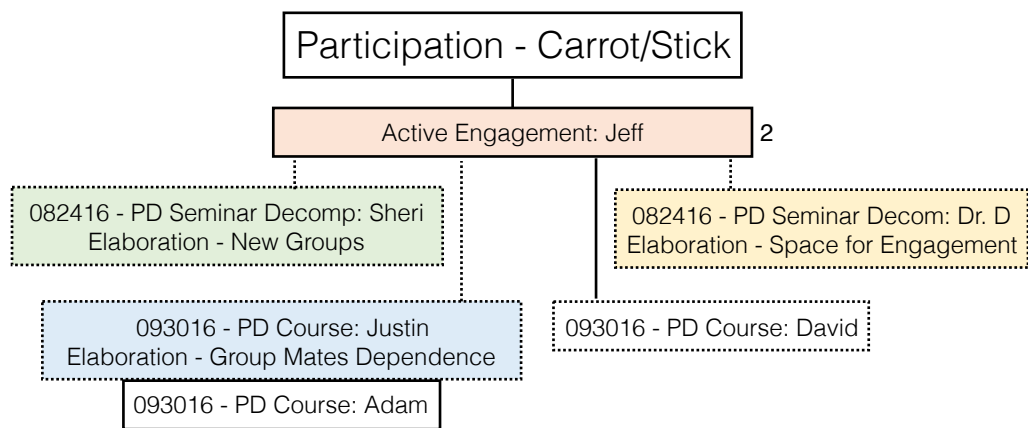 Participation - Carrot/Stick
Active Engagement: Jeff
2
082416 - PD Seminar Decomp: Sheri
Elaboration - New Groups
082416 - PD Seminar Decom: Dr. D
Elaboration - Space for Engagement
093016 - PD Course: Justin
Elaboration - Group Mates Dependence
093016 - PD Course: David
093016 - PD Course: Adam